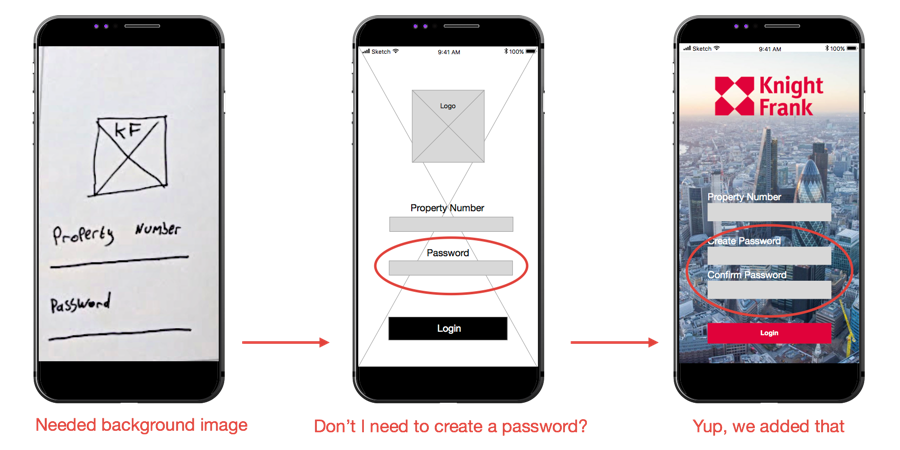 KF
Property Number
Password
Needed background image
Sketch 9:41 AM 100%
Logo
Property Number
Password
Login
Don't I need to create a password?
Sketch 9:41 AM 100%
Knight
Frank
Property Number
Create Password
Confirm Password
Login
Yup, we added that